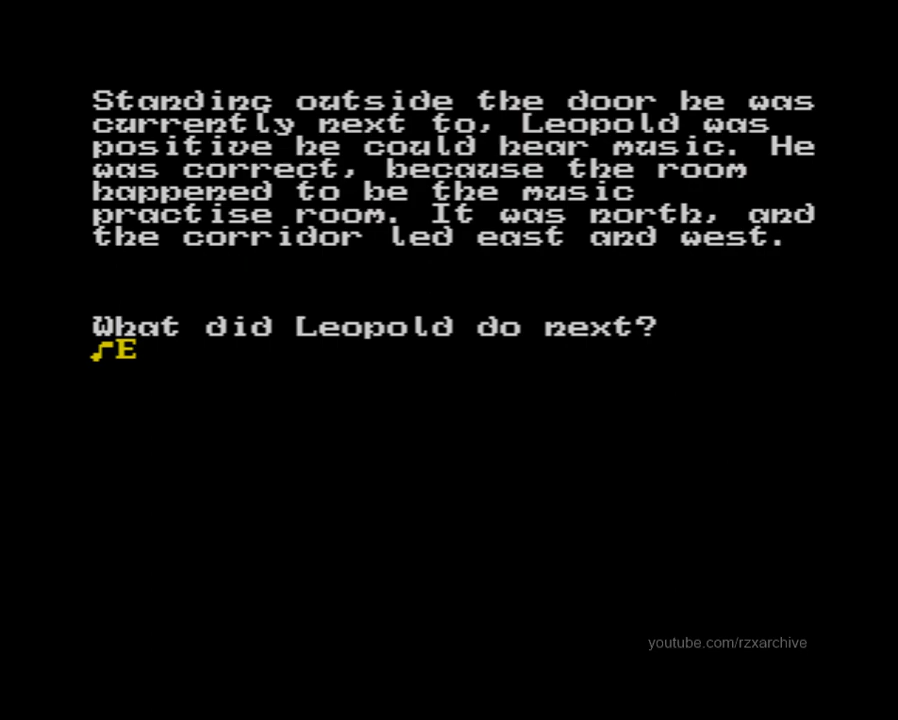 Standing outside the door he was
currently next to, Leopold was
positive he could hear music. He
was correct, because the room
happened to be the music
practise room. It was north, and
the corridor led east and west.
What did Leopold do next?
♪E
youtube.com/rzxarchive